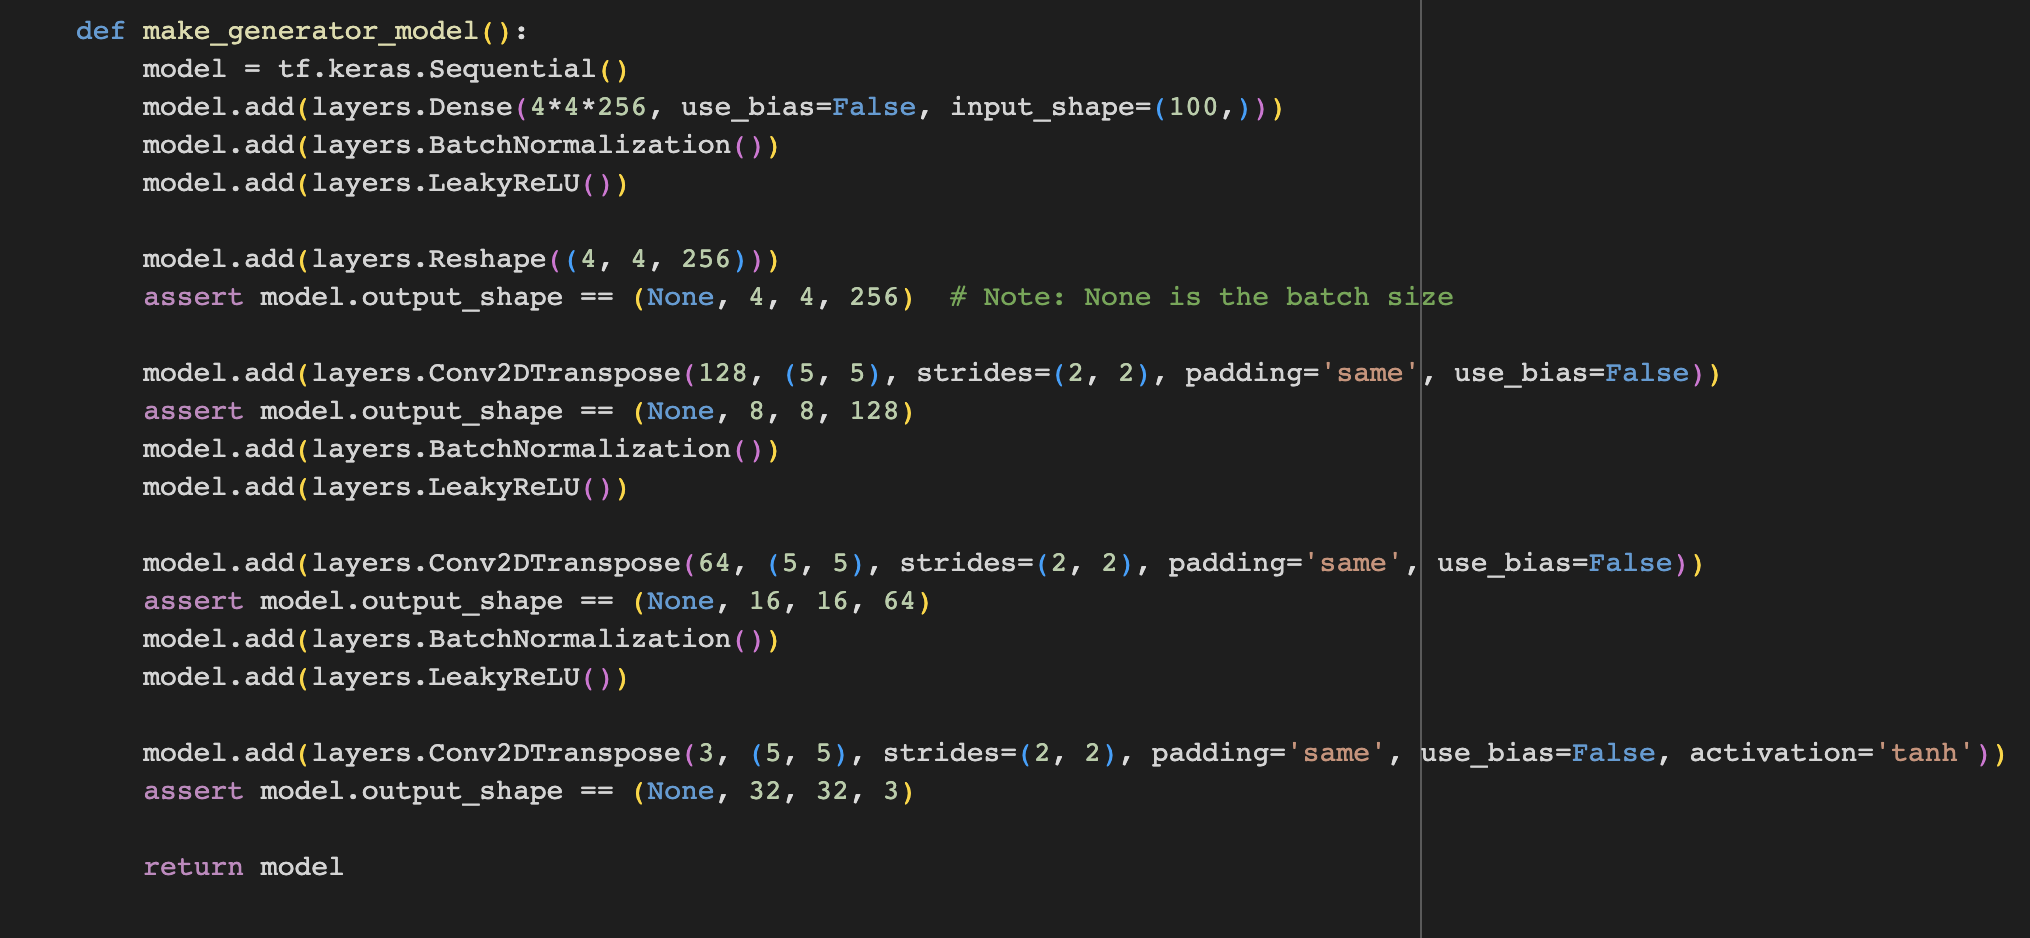 def make_generator_model():
    model = tf.keras.Sequential()
    model.add(layers.Dense(4*4*256, use_bias=False, input_shape=(100,)))
    model.add(layers.BatchNormalization())
    model.add(layers.LeakyReLU())

    model.add(layers.Reshape((4, 4, 256)))
    assert model.output_shape == (None, 4, 4, 256)  # Note: None is the batch size

    model.add(layers.Conv2DTranspose(128, (5, 5), strides=(2, 2), padding='same', use_bias=False))
    assert model.output_shape == (None, 8, 8, 128)
    model.add(layers.BatchNormalization())
    model.add(layers.LeakyReLU())

    model.add(layers.Conv2DTranspose(64, (5, 5), strides=(2, 2), padding='same', use_bias=False))
    assert model.output_shape == (None, 16, 16, 64)
    model.add(layers.BatchNormalization())
    model.add(layers.LeakyReLU())

    model.add(layers.Conv2DTranspose(3, (5, 5), strides=(2, 2), padding='same', use_bias=False, activation='tanh'))
    assert model.output_shape == (None, 32, 32, 3)

    return model